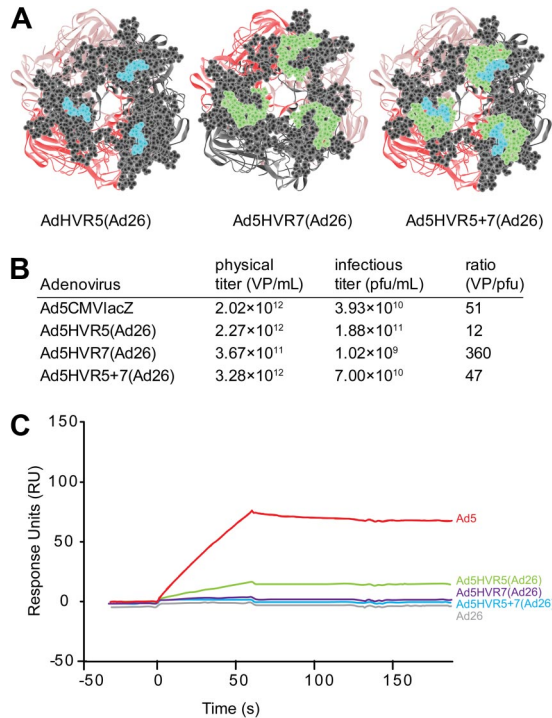 A
AdHVR5(Ad26) Ad5HVR7(Ad26) Ad5HVR5+7(Ad26)
B
Adenovirus physical titer (VP/mL) infectious titer (pfu/mL) ratio (VP/pfu)
Ad5CMVlacZ 2.02×10¹² 3.93×10¹⁰ 51
Ad5HVR5(Ad26) 2.27×10¹² 1.88×10¹¹ 12
Ad5HVR7(Ad26) 3.67×10¹¹ 1.02×10⁹ 360
Ad5HVR5+7(Ad26) 3.28×10¹² 7.00×10¹⁰ 47
C
Response Units (RU)
150
100
50
0
-50
Ad5
Ad5HVR5(Ad26)
Ad5HVR7(Ad26)
Ad5HVR5+7(Ad26
Ad26
-50 0 50 100 150
Time (s)